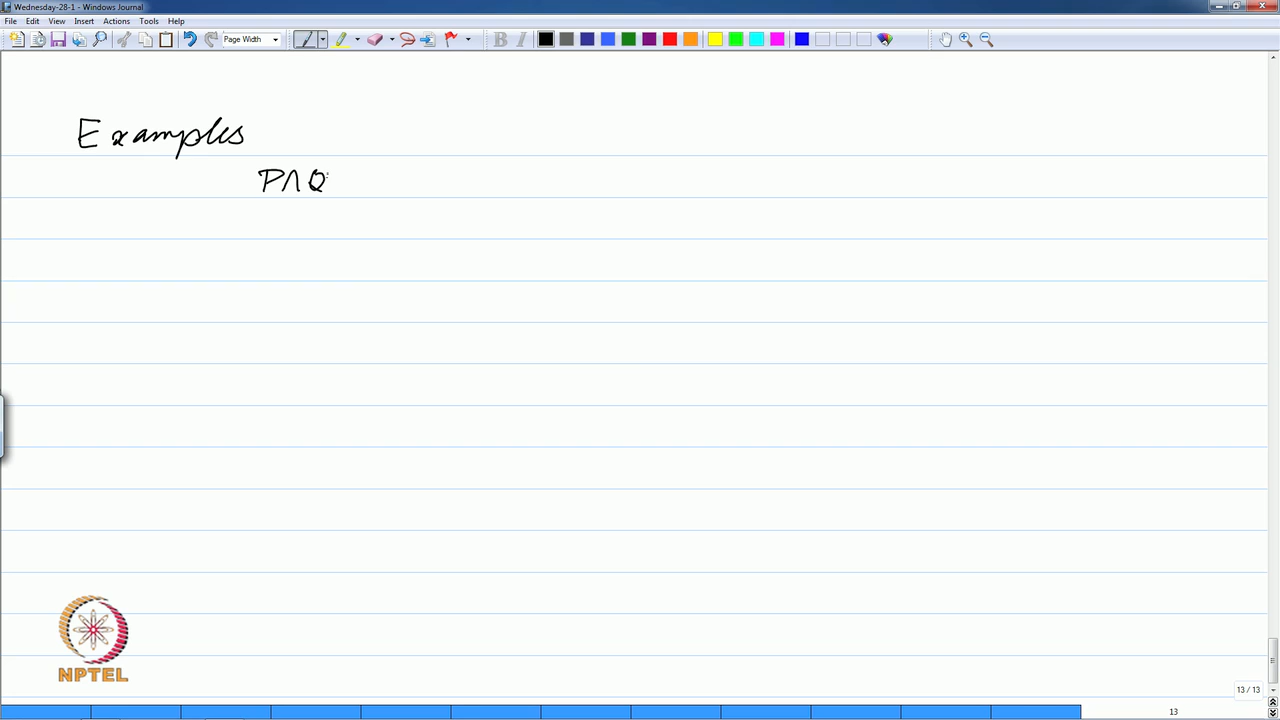 Wednesday-28-1 - Windows Journal
File Edit View Insert Actions Tools Help
Page Width
B I
Examples
P∧Q
NPTEL
13 / 13
13